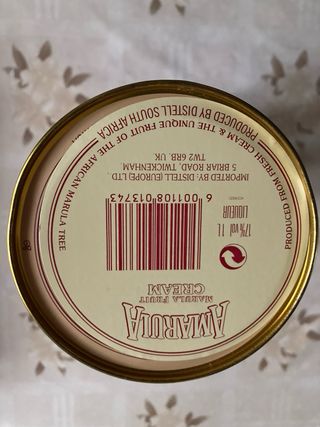 AMARULA
MARULA FRUIT
CREAM
6 001108 013743
17% vol 1 L
LIQUEUR
IMPORTED BY: DISTELL (EUROPE) LTD.,
5 BRIAR ROAD, TWICKENHAM,
TW2 6RB, UK
PRODUCED FROM FRESH CREAM & THE UNIQUE FRUIT OF THE AFRICAN MARULA TREE
PRODUCED BY DISTELL SOUTH AFRICA